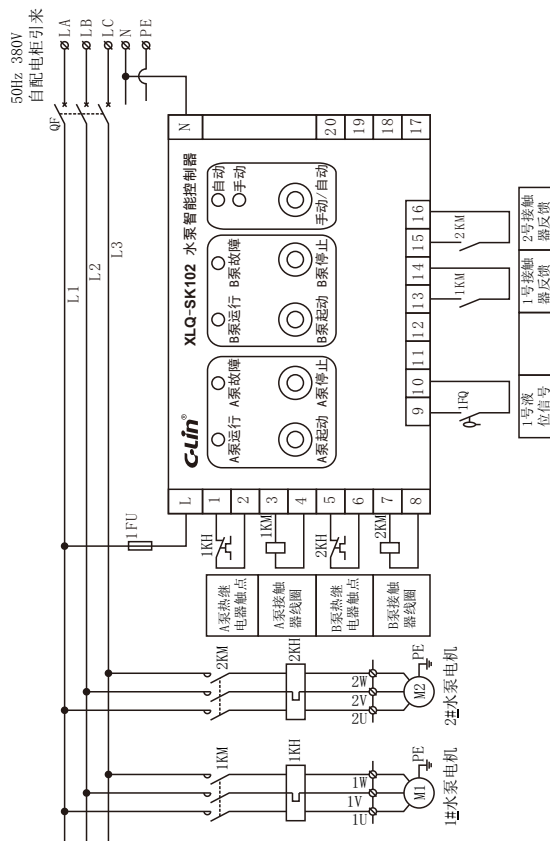 50Hz 380V
自配电柜引来
LA
LB
LC
N
PE
QF
L1
L2
L3
N
20
19
18
17
XLQ-SK102 水泵智能控制器
自动
手动
手动/自动
B泵运行
B泵故障
B泵起动
B泵停止
C-Lin®
A泵运行
A泵故障
A泵起动
A泵停止
16
15
14
13
12
11
10
9
2KM
1KM
1FQ
2号接触
器反馈
1号接触
器反馈
1号液
位信号
1FU
L
1
2
3
4
5
6
7
8
1KH
1KM
2KH
2KM
A泵热继
电器触点
A泵接触
器线圈
B泵热继
电器触点
B泵接触
器线圈
2KM
2KH
2W
2V
2U
PE
M2
2#水泵电机
1KM
1KH
1W
1V
1U
PE
M1
1#水泵电机